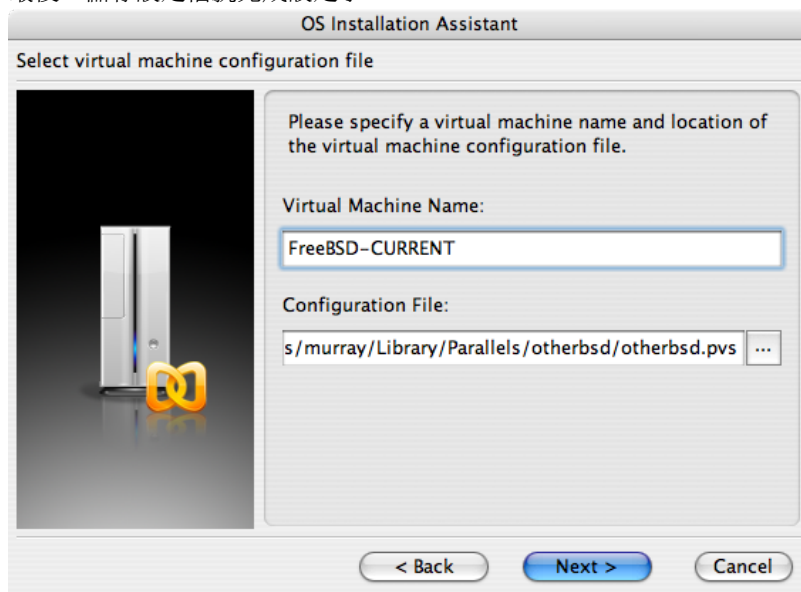 OS Installation Assistant
Select virtual machine configuration file
Please specify a virtual machine name and location of
the virtual machine configuration file.
Virtual Machine Name:
FreeBSD-CURRENT
Configuration File:
s/murray/Library/Parallels/otherbsd/otherbsd.pvs ...
< Back
Next >
Cancel